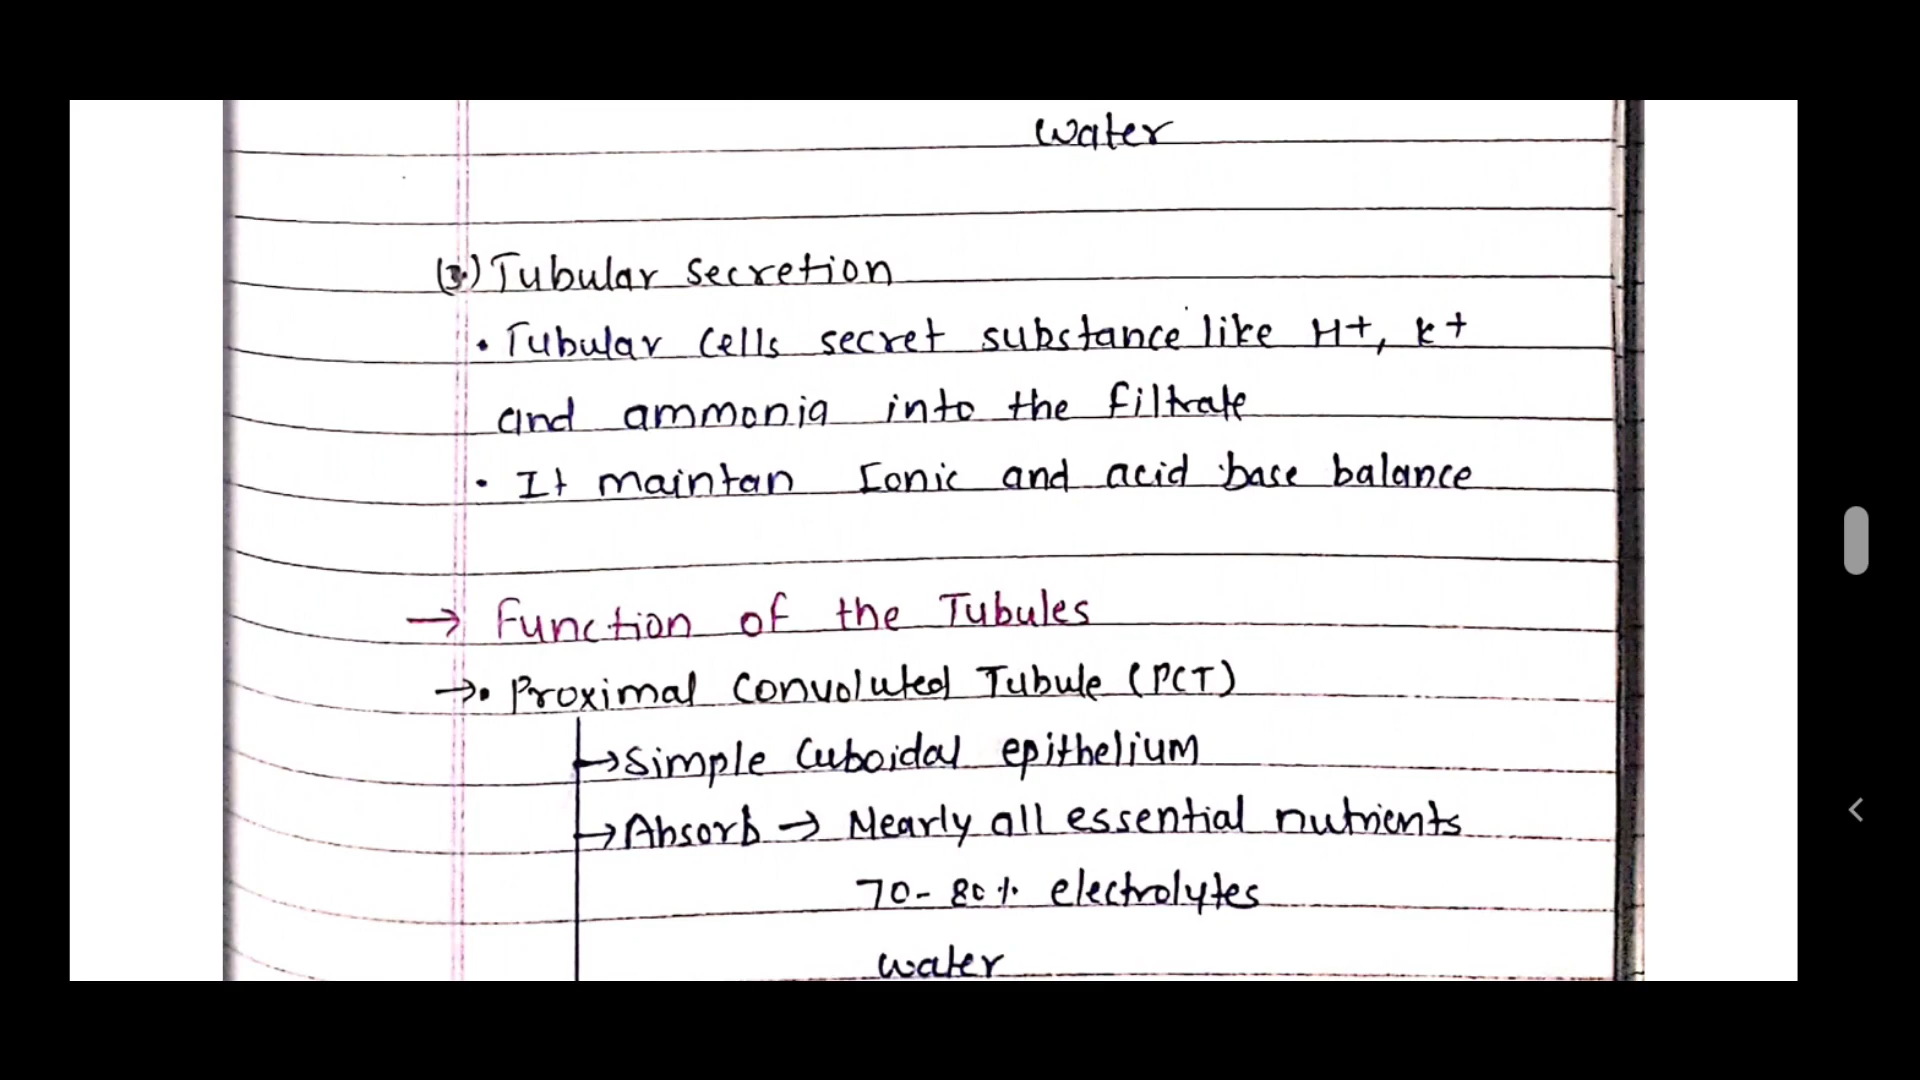 water
(3.) Tubular secretion
• Tubular cells secret substance like H+, K+
and ammonia into the filtrate
• It maintan Ionic and acid base balance
→ Function of the Tubules
→• Proximal Convoluted Tubule (PCT)
→ Simple Cuboidal epithelium
→ Absorb → Nearly all essential nutrients
70-80% electrolytes
water